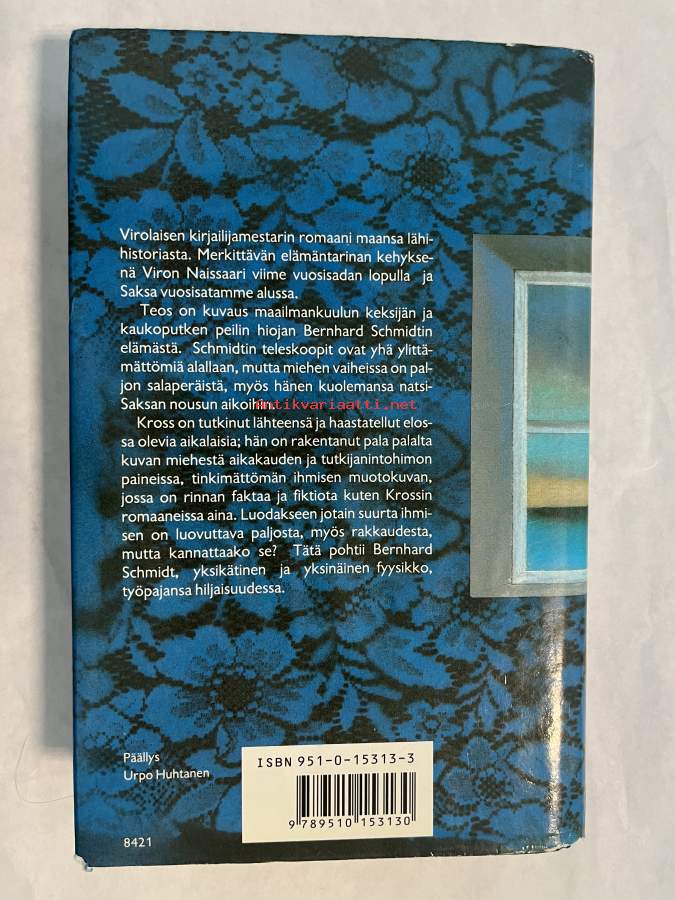 Virolaisen kirjailijamestarin romaani maansa lähi-
historiasta. Merkittävän elämäntarinan kehykse-
nä Viron Naissaari viime vuosisadan lopulla ja
Saksa vuosisatamme alussa.
Teos on kuvaus maailmankuulun keksijän ja
kaukoputken peilin hiojan Bernhard Schmidtin
elämästä. Schmidtin teleskoopit ovat yhä ylittä-
mättömiä alallaan, mutta miehen vaiheissa on pal-
jon salaperäistä, myös hänen kuolemansa natsi-
Saksan nousun aikoihin.
antikvariaatti.net
Kross on tutkinut lähteensä ja haastatellut elos-
sa olevia aikalaisia; hän on rakentanut pala palalta
kuvan miehestä aikakauden ja tutkijanintohimon
paineissa, tinkimättömän ihmisen muotokuvan,
jossa on rinnan faktaa ja fiktiota kuten Krossin
romaaneissa aina. Luodakseen jotain suurta ihmi-
sen on luovuttava paljosta, myös rakkaudesta,
mutta kannattaako se? Tätä pohtii Bernhard
Schmidt, yksikätinen ja yksinäinen fyysikko,
työpajansa hiljaisuudessa.
Päällys
Urpo Huhtanen
ISBN 951-0-15313-3
9 789510 153130
8421